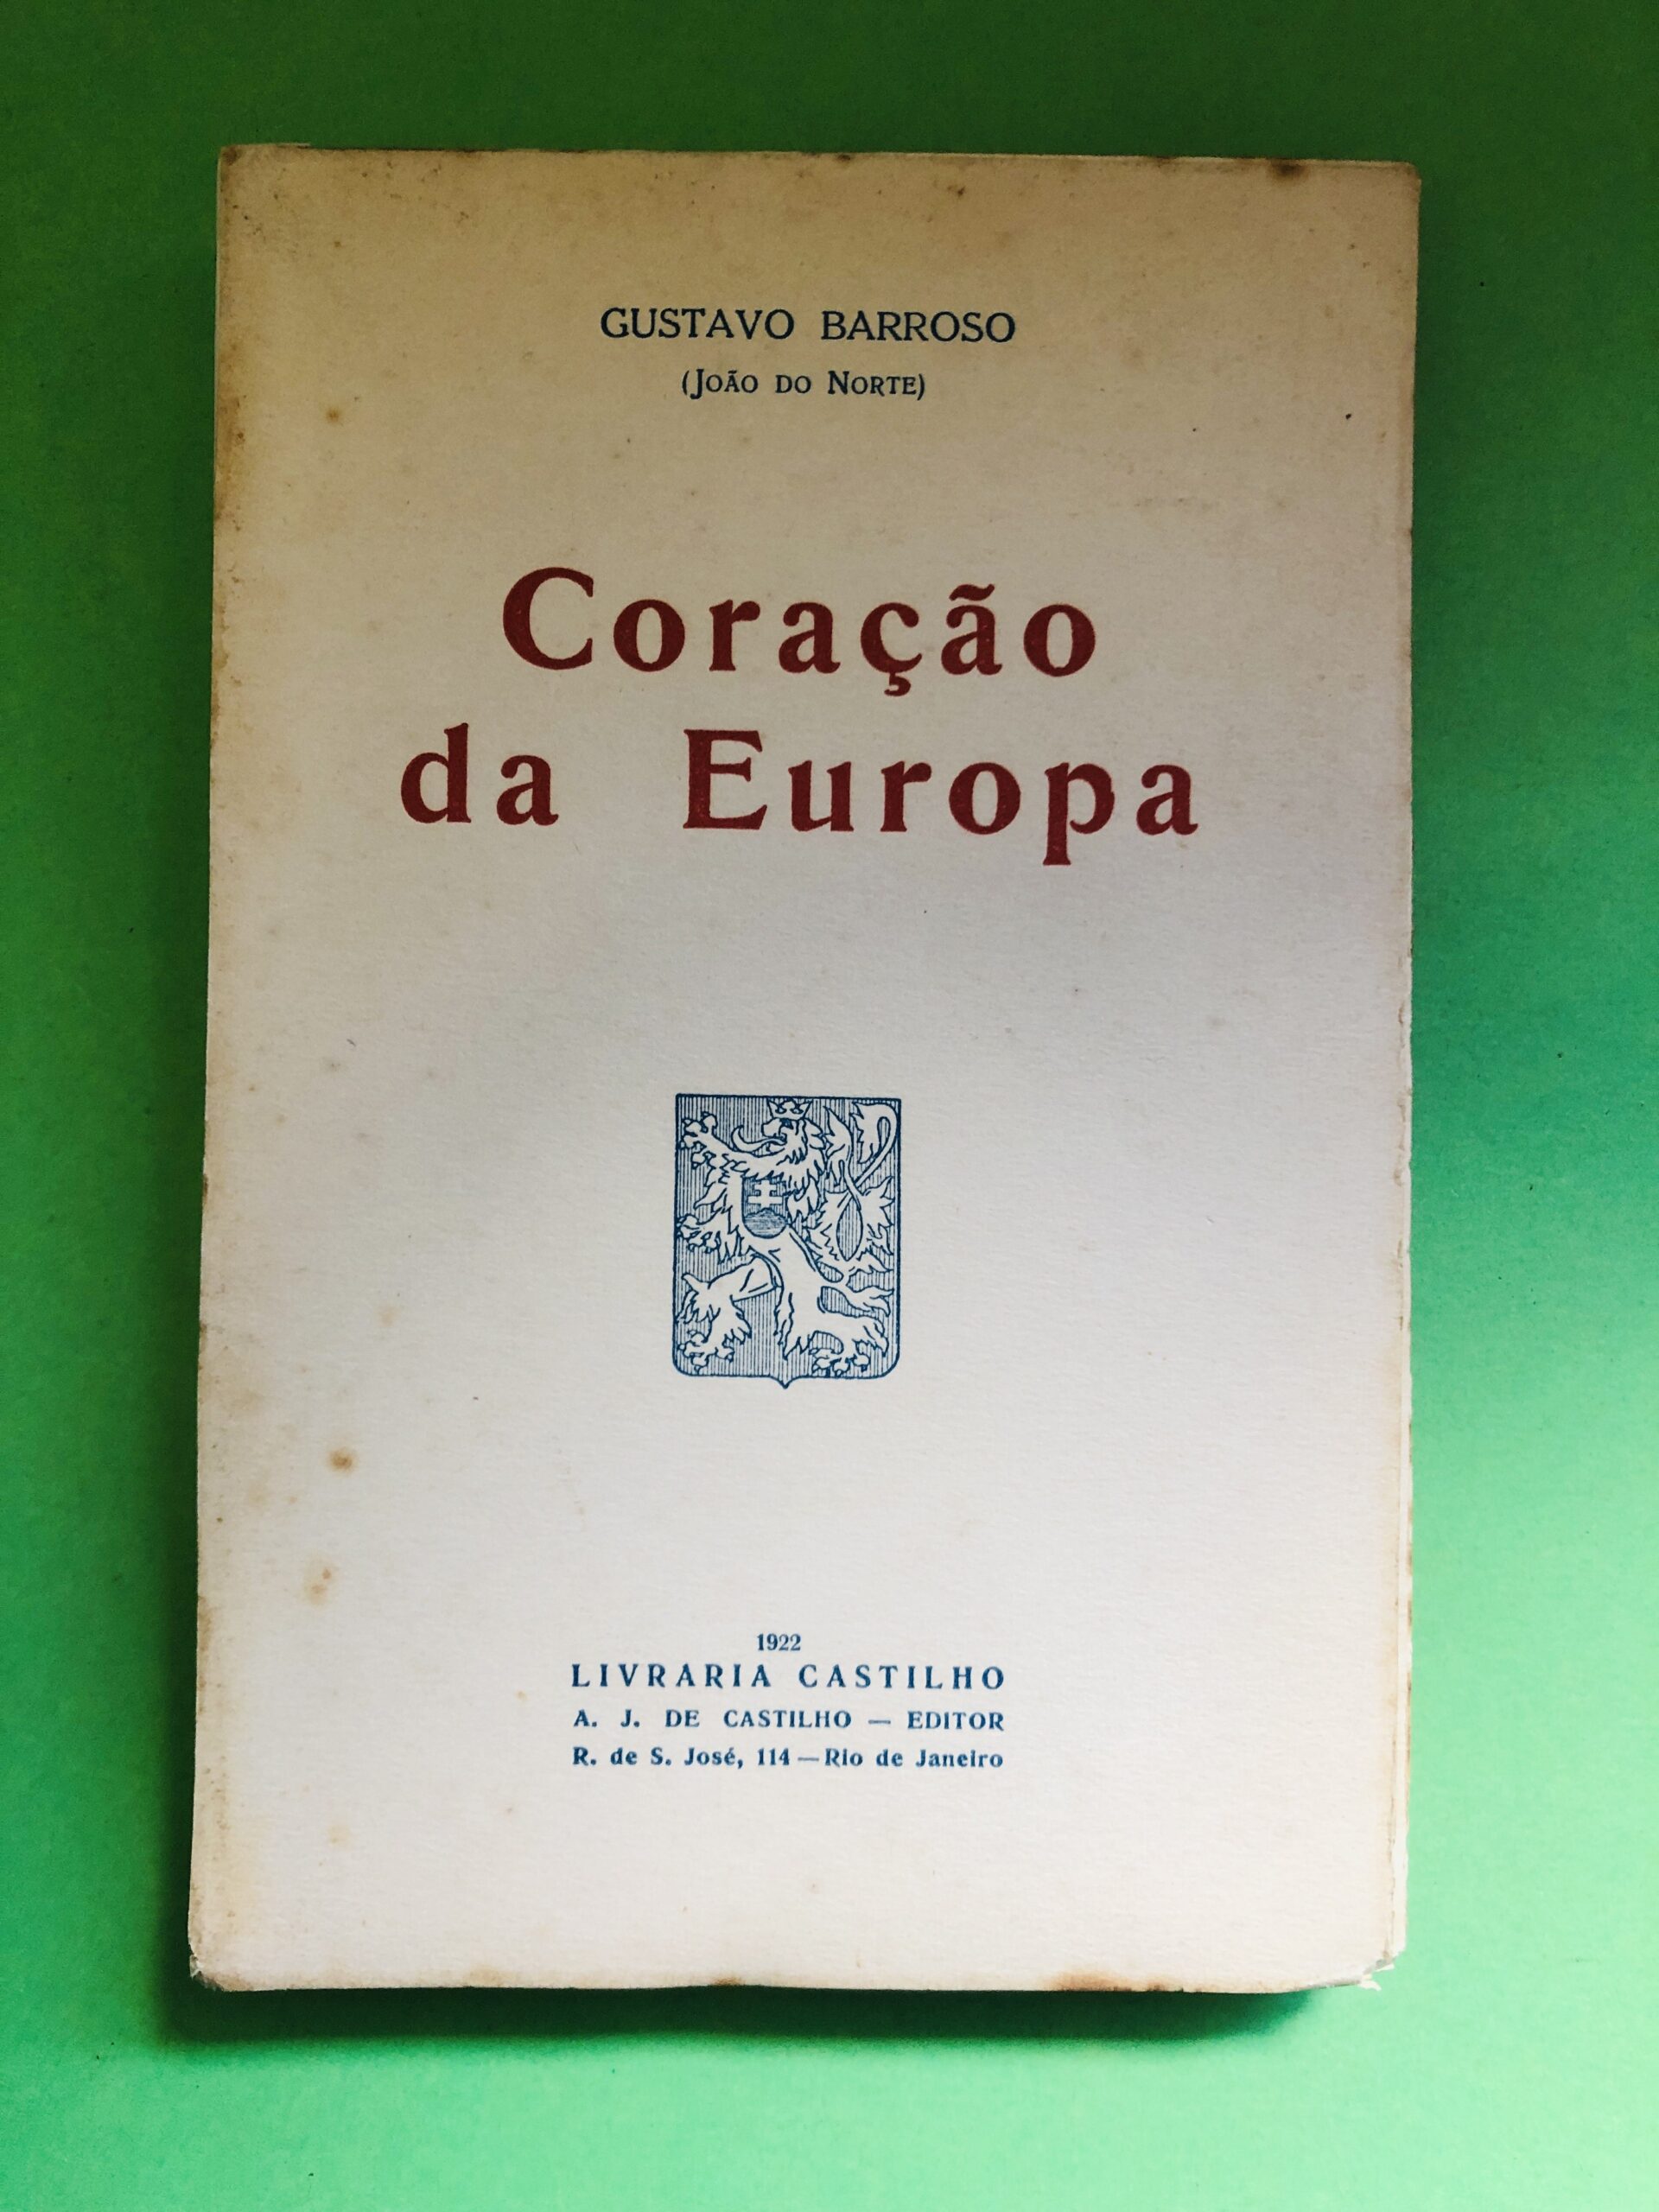 GUSTAVO BARROSO
(JOÃO DO NORTE)
Coração
da Europa
1922
LIVRARIA CASTILHO
A. J. DE CASTILHO — EDITOR
R. de S. José, 114 — Rio de Janeiro